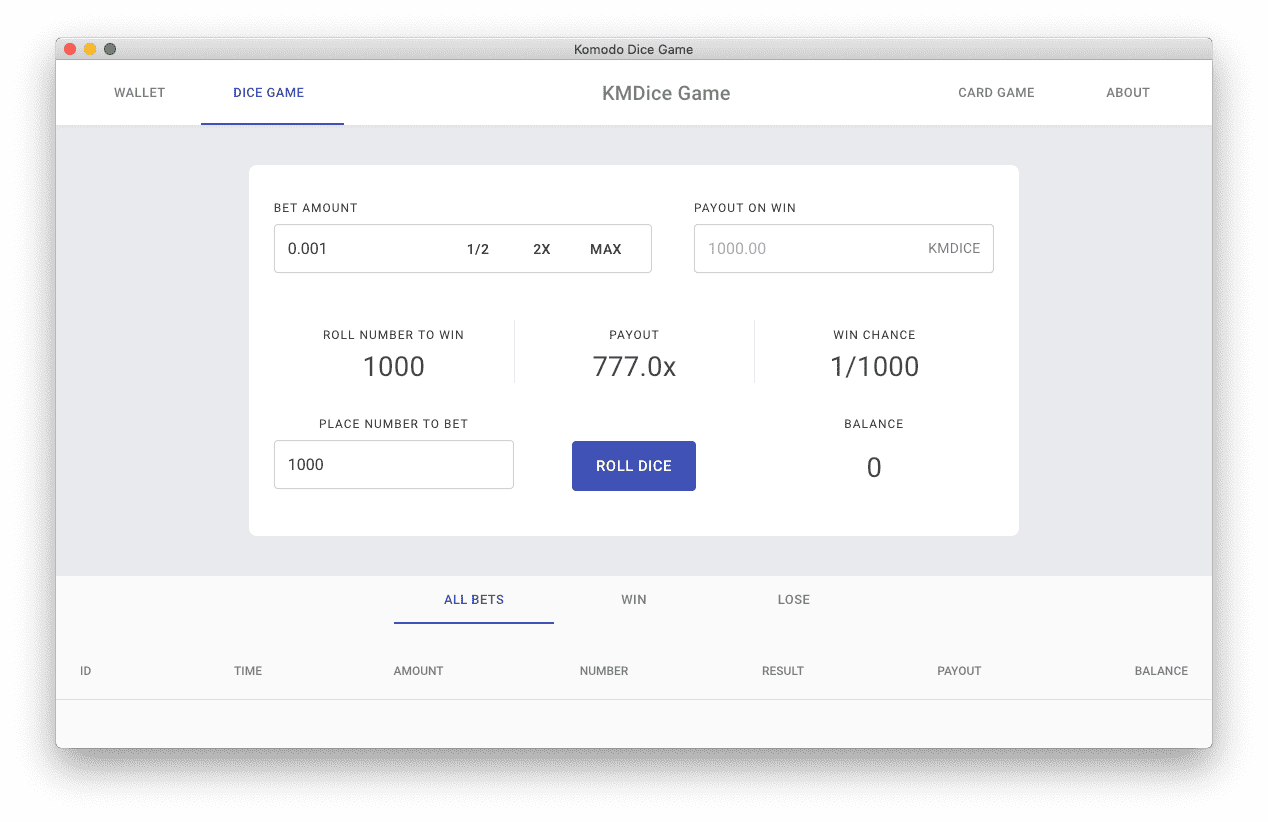 Komodo Dice Game
WALLET DICE GAME KMDice Game CARD GAME ABOUT
BET AMOUNT PAYOUT ON WIN
0.001 1/2 2X MAX 1000.00 KMDICE
ROLL NUMBER TO WIN PAYOUT WIN CHANCE
1000 777.0x 1/1000
PLACE NUMBER TO BET BALANCE
1000 ROLL DICE 0
ALL BETS WIN LOSE
ID TIME AMOUNT NUMBER RESULT PAYOUT BALANCE